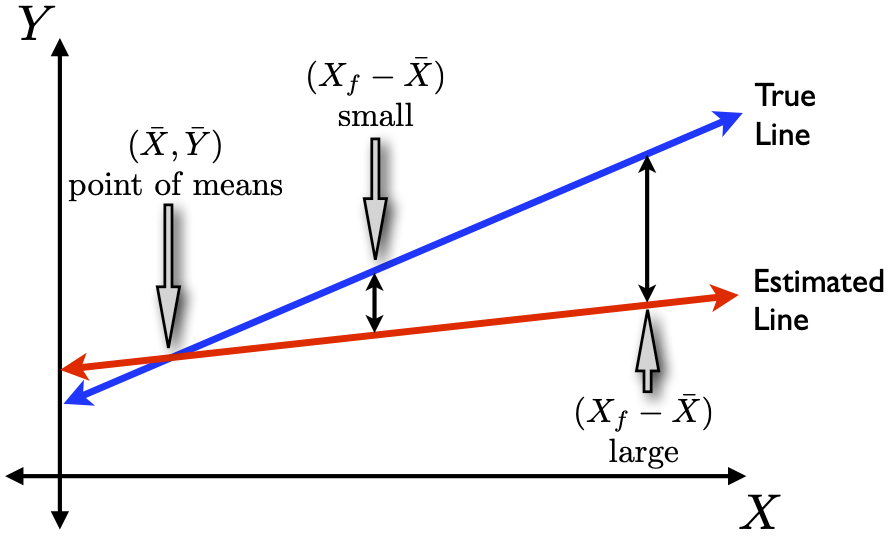 Y
(X_f − X̄)
small
(X̄, Ȳ)
point of means
True
Line
Estimated
Line
(X_f − X̄)
large
X